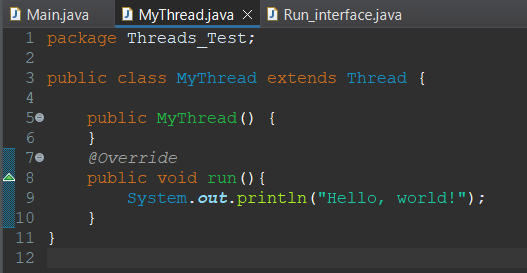 Main.java MyThread.java Run_interface.java
1 package Threads_Test;
2
3 public class MyThread extends Thread {
4
5 public MyThread() {
6 }
7 @Override
8 public void run(){
9 System.out.println("Hello, world!");
10 }
11 }
12